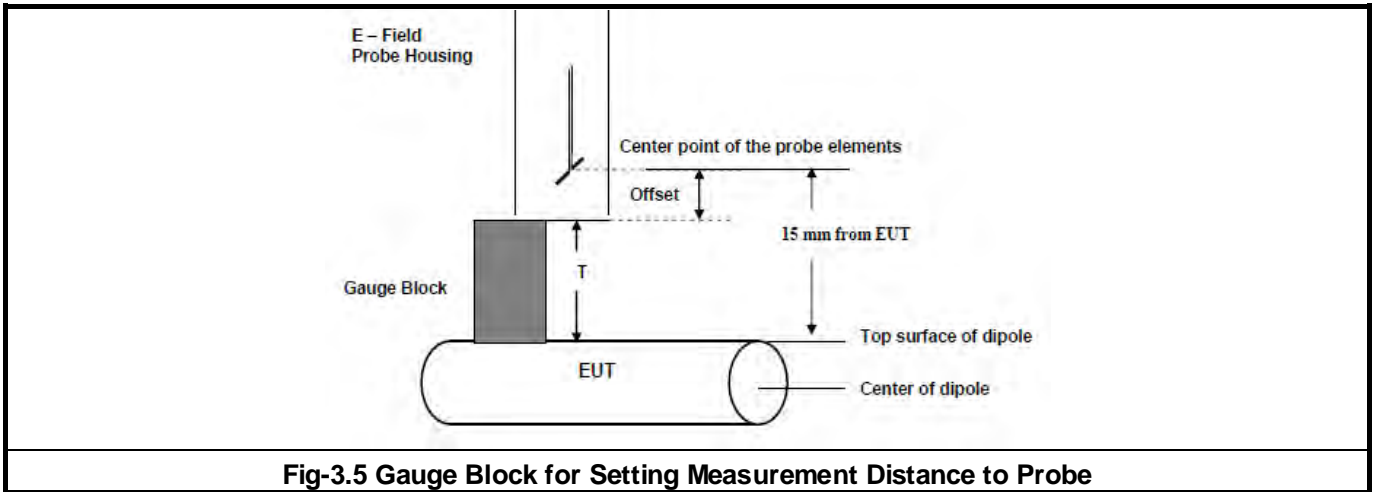 E – Field
Probe Housing
Center point of the probe elements
Offset
15 mm from EUT
T
Gauge Block
Top surface of dipole
EUT
Center of dipole
Fig-3.5 Gauge Block for Setting Measurement Distance to Probe